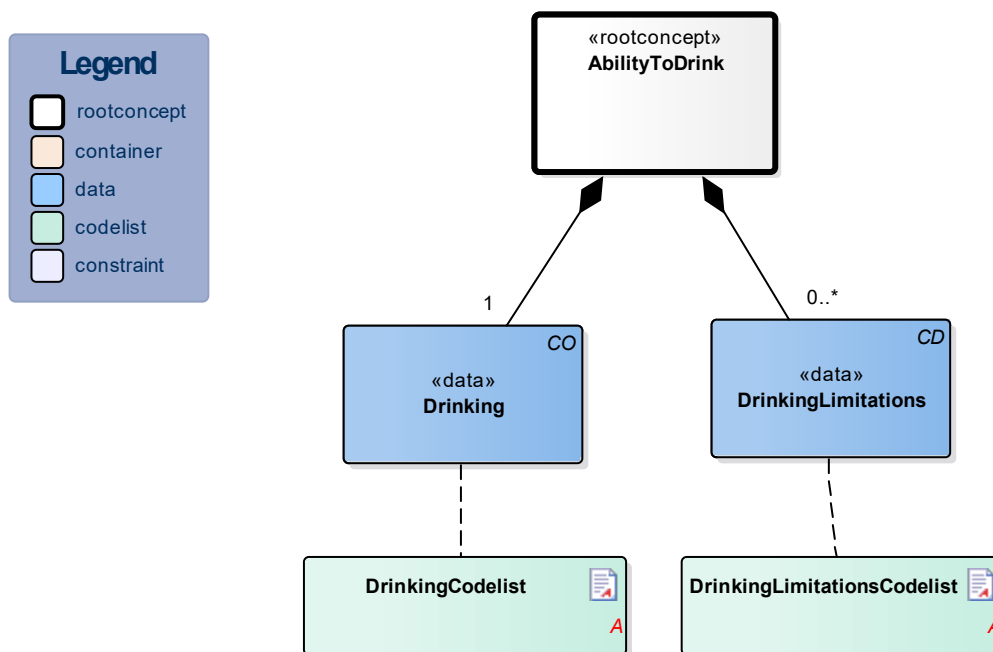 Legend
rootconcept
container
data
codelist
constraint
«rootconcept»
AbilityToDrink
1
0..*
CO
«data»
Drinking
CD
«data»
DrinkingLimitations
DrinkingCodelist
A
DrinkingLimitationsCodelist
A